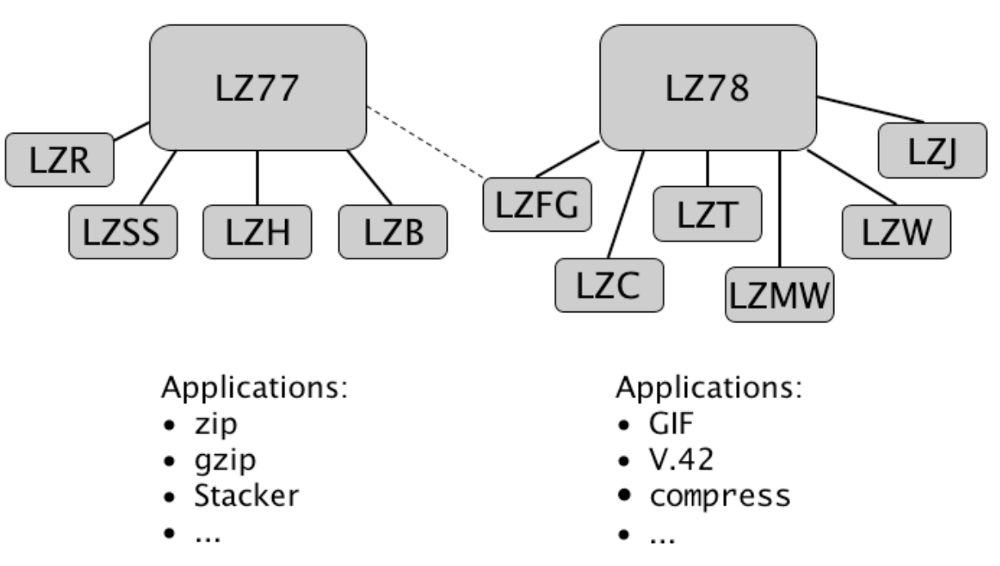 LZ77
LZ78
LZR
LZSS
LZH
LZB
LZFG
LZC
LZT
LZMW
LZW
LZJ
Applications:
• zip
• gzip
• Stacker
• ...
Applications:
• GIF
• V.42
• compress
• ...